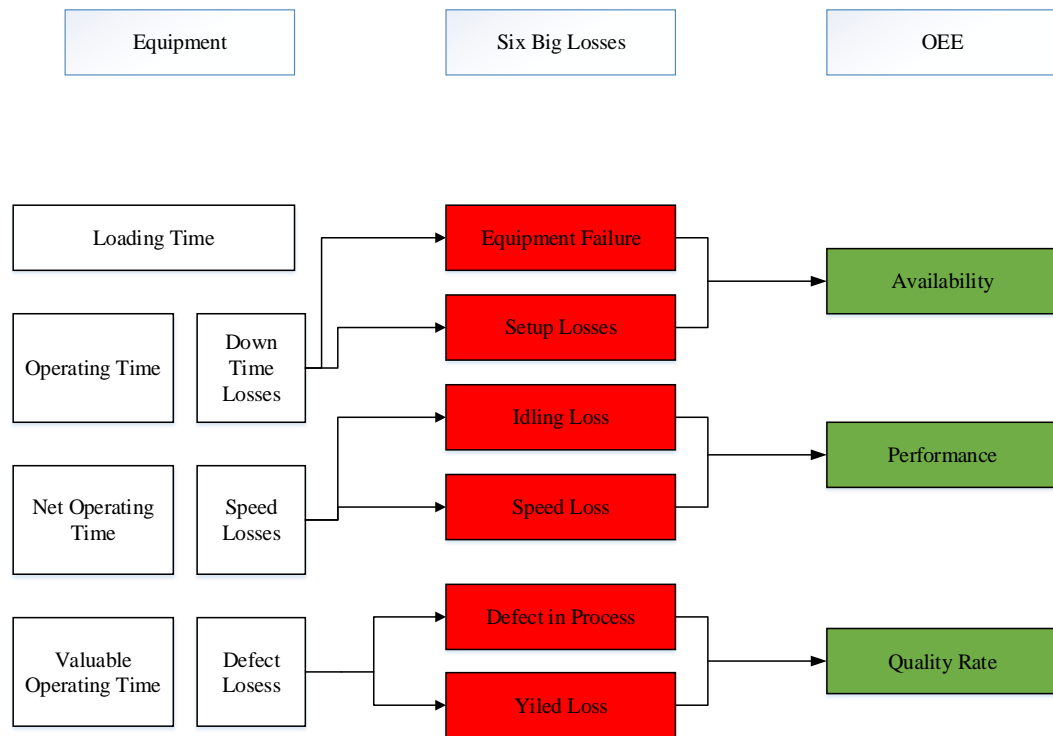 Equipment
Six Big Losses
OEE
Loading Time
Equipment Failure
Availability
Operating Time
Down
Time
Losses
Setup Losses
Idling Loss
Performance
Net Operating
Time
Speed
Losses
Speed Loss
Defect in Process
Valuable
Operating Time
Defect
Losess
Quality Rate
Yiled Loss